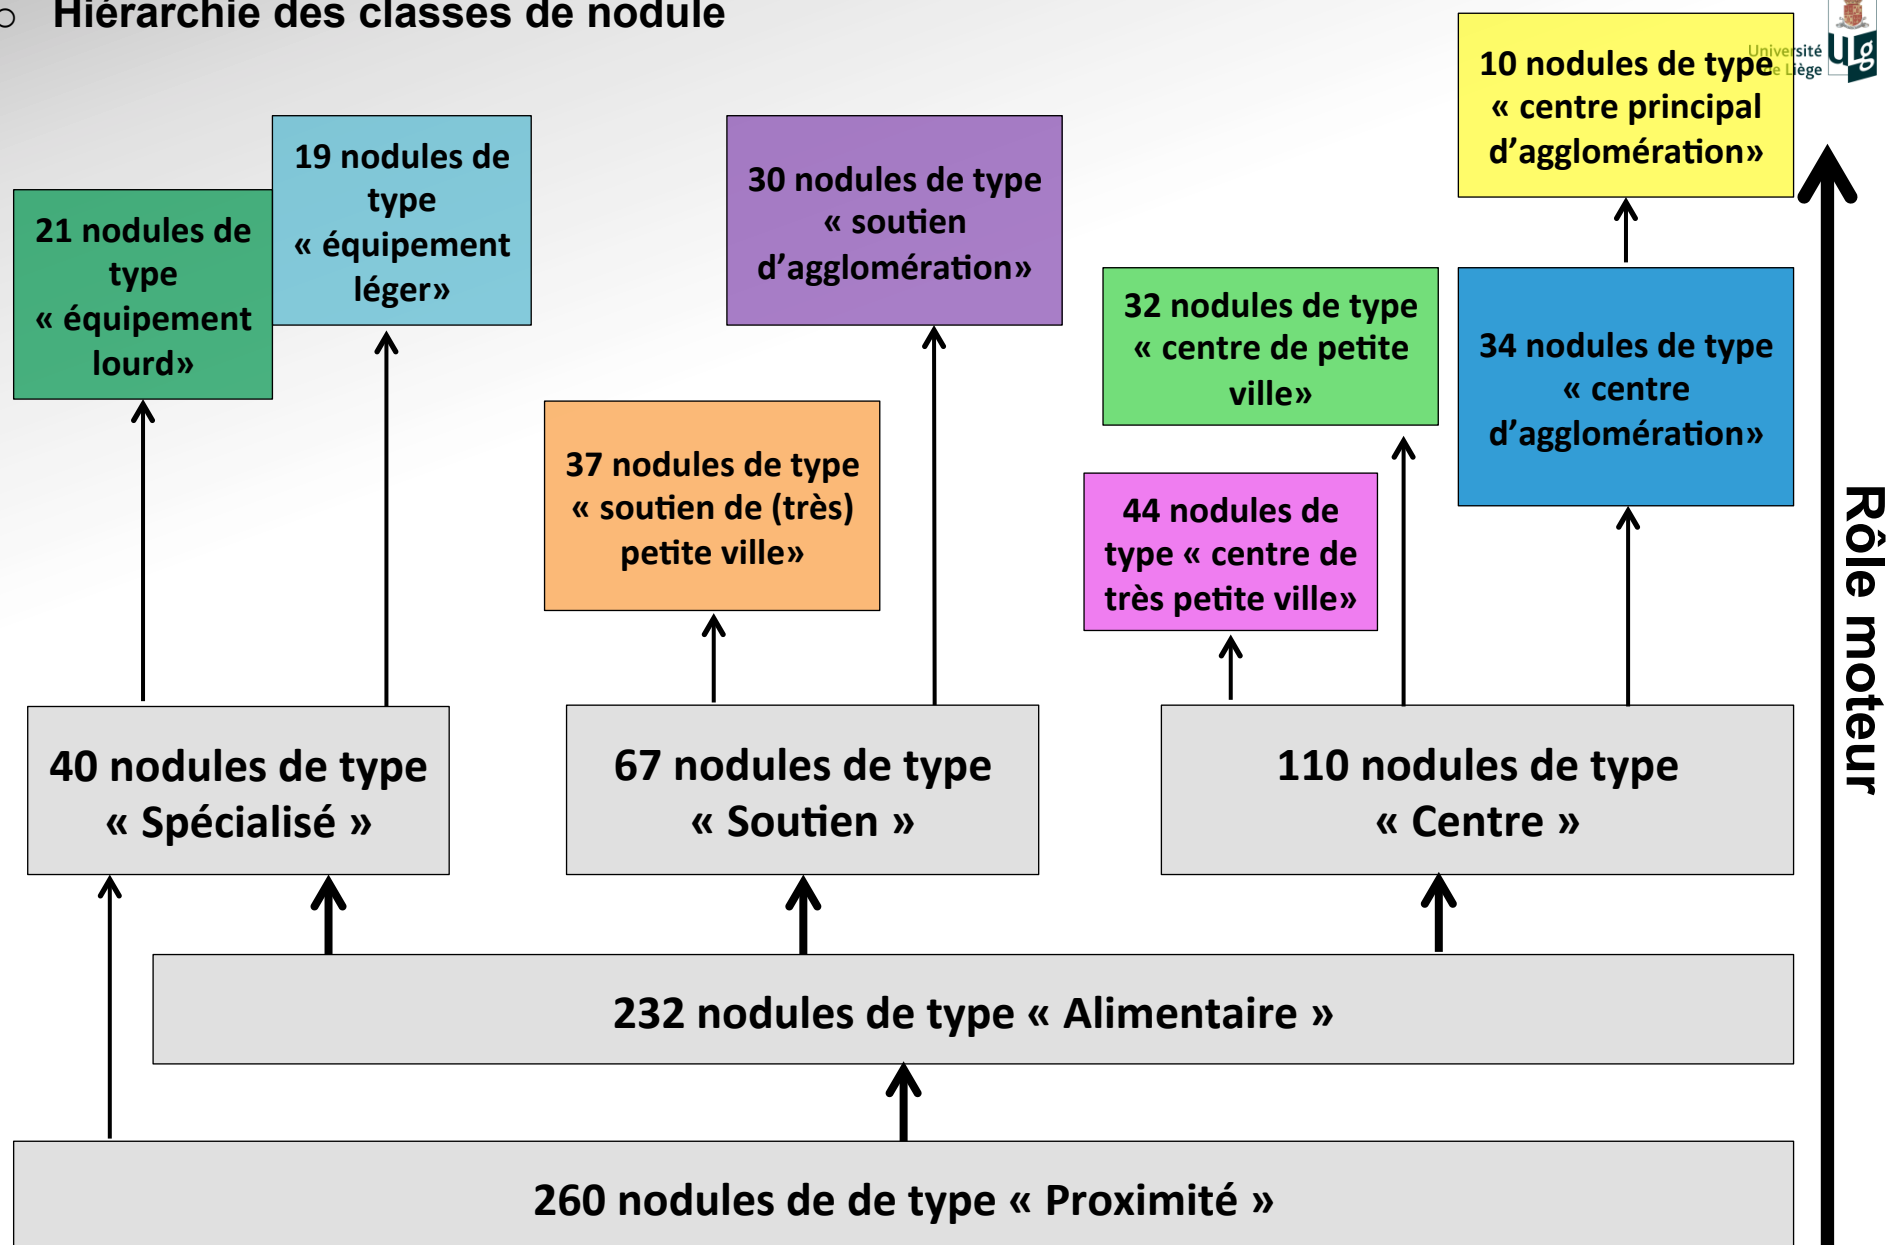 ○ Hiérarchie des classes de nodule
Université
de Liège
ULg
10 nodules de type
« centre principal
d’agglomération»
19 nodules de
type
« équipement
léger»
30 nodules de type
« soutien
d’agglomération»
21 nodules de
type
« équipement
lourd»
32 nodules de type
« centre de petite
ville»
34 nodules de type
« centre
d’agglomération»
37 nodules de type
« soutien de (très)
petite ville»
44 nodules de
type « centre de
très petite ville»
Rôle moteur
40 nodules de type
« Spécialisé »
67 nodules de type
« Soutien »
110 nodules de type
« Centre »
232 nodules de type « Alimentaire »
260 nodules de de type « Proximité »